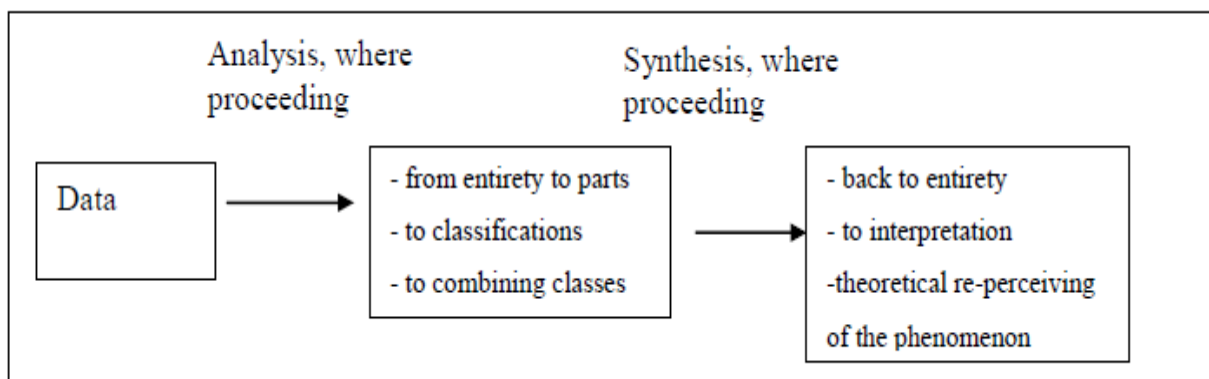 Analysis, where
proceeding
Synthesis, where
proceeding
Data
- from entirety to parts
- to classifications
- to combining classes
- back to entirety
- to interpretation
-theoretical re-perceiving
of the phenomenon